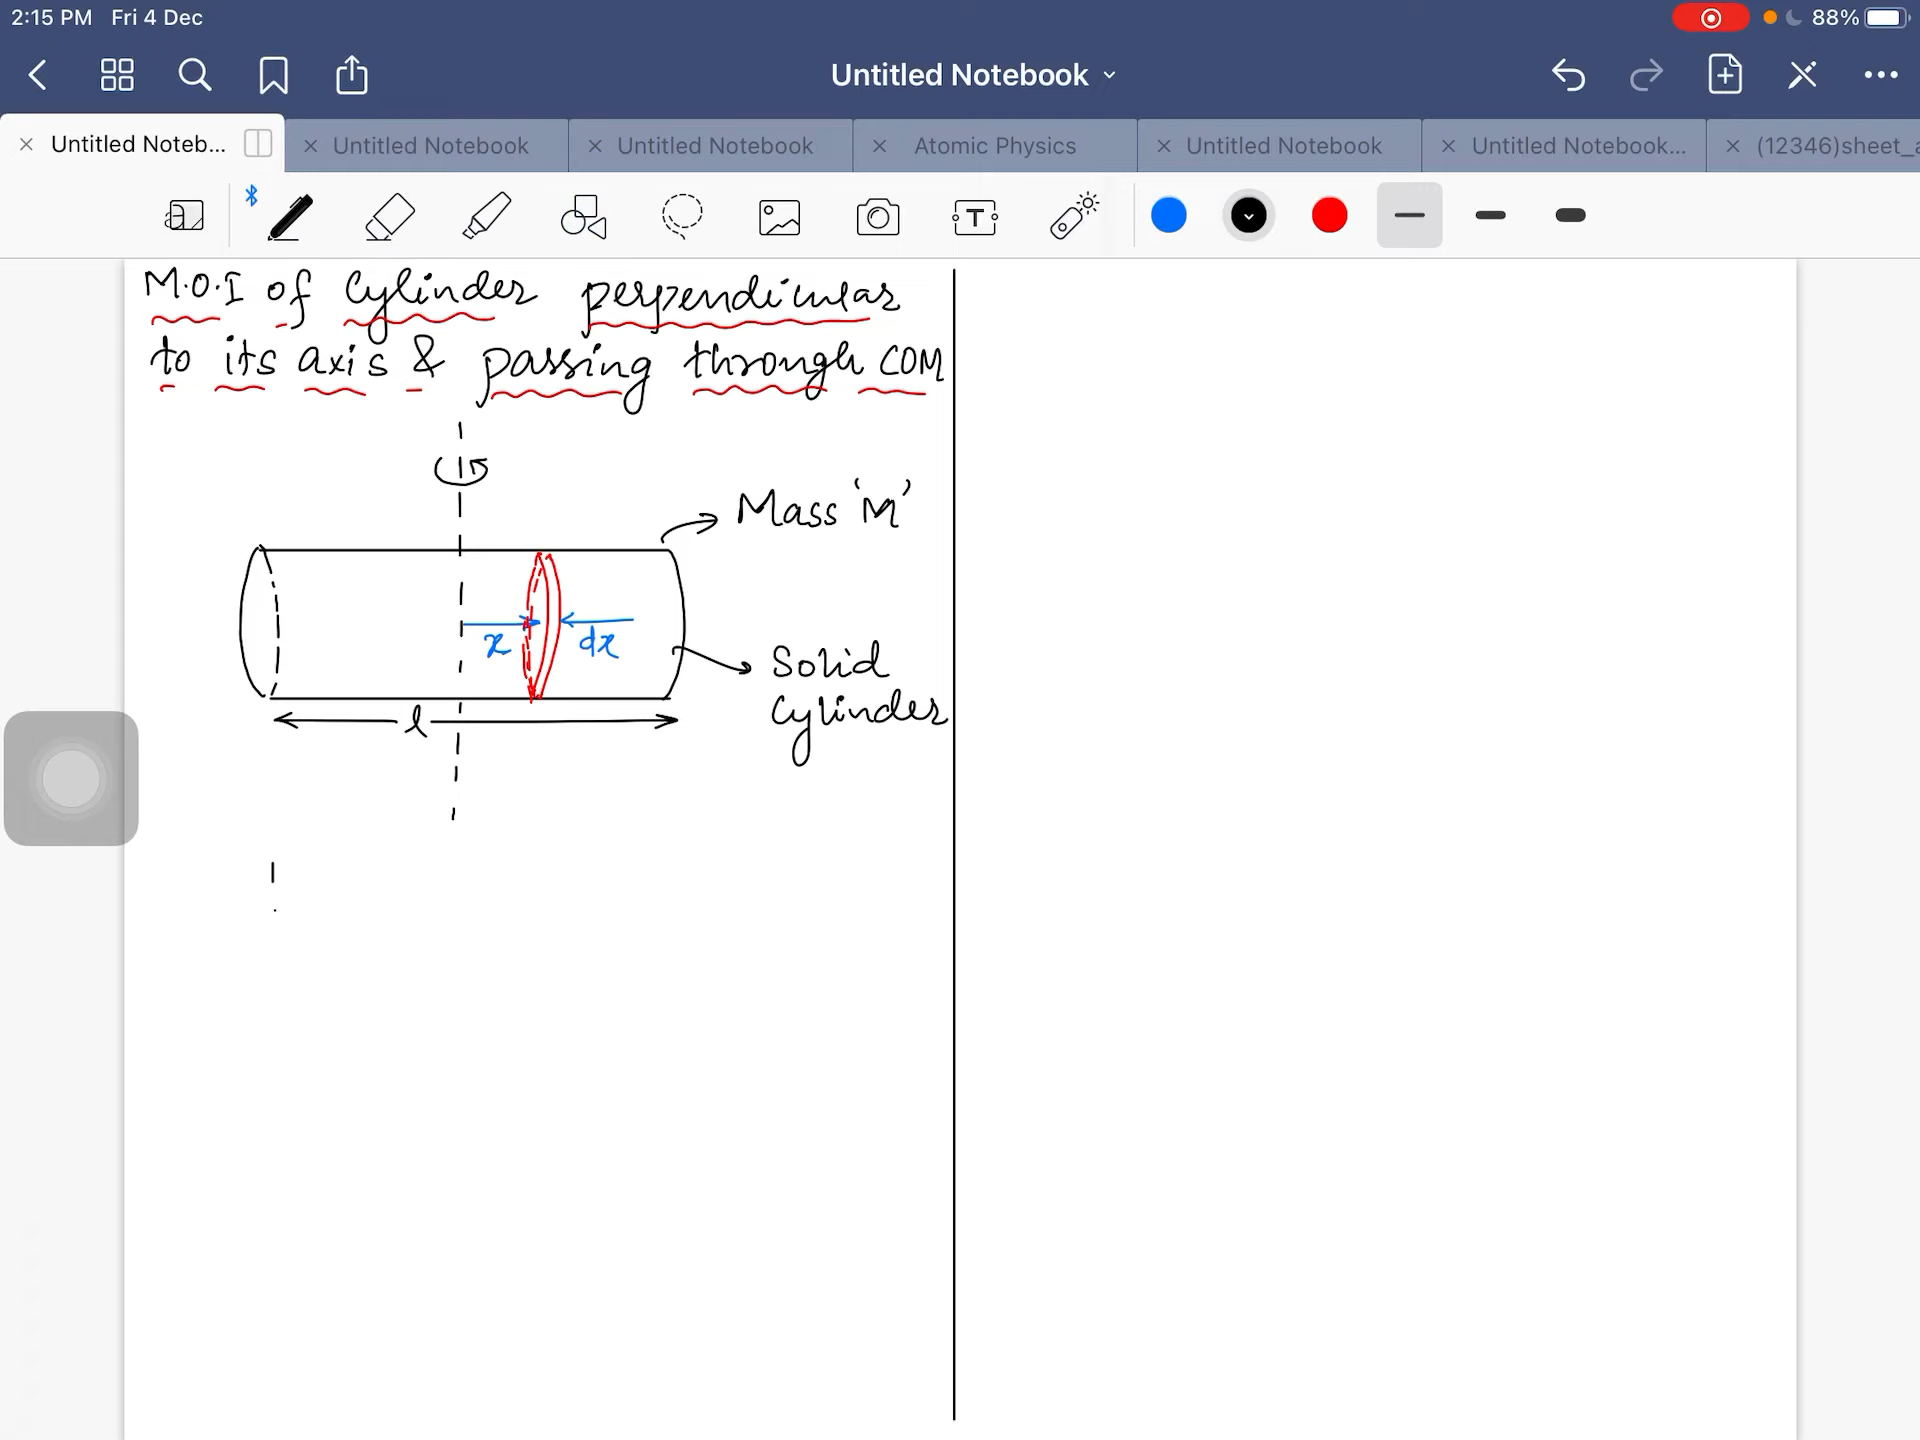 2:15 PM Fri 4 Dec
88%
Untitled Notebook
Untitled Noteb...
Untitled Notebook
Untitled Notebook
Atomic Physics
Untitled Notebook
Untitled Notebook...
(12346)sheet_a
M.O.I of Cylinder perpendicular
to its axis & passing through COM
Mass 'M'
x
dx
Solid
Cylinder
l